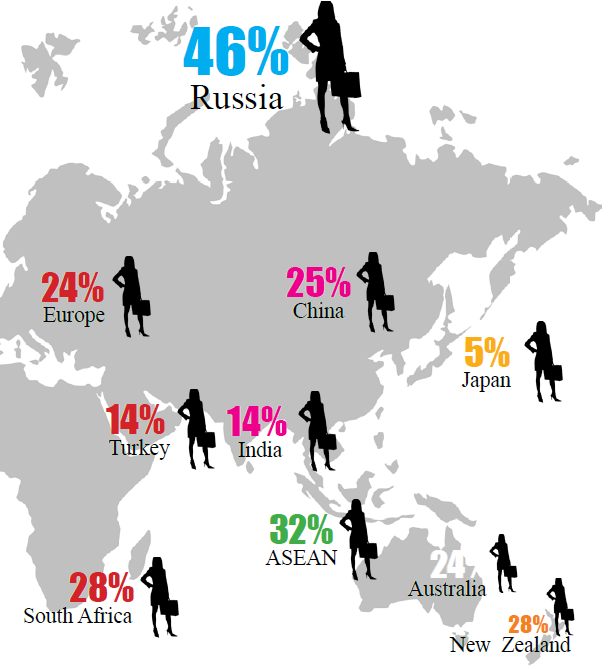 46%
Russia
24%
Europe
25%
China
5%
Japan
14%
Turkey
14%
India
32%
ASEAN
24%
Australia
28%
South Africa
28%
New Zealand